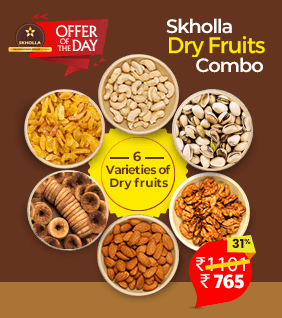 SKHOLLA
OFFER
OF THE
DAY
Skholla
Dry Fruits
Combo
6
Varieties of
Dry fruits
31%
₹1101
₹765